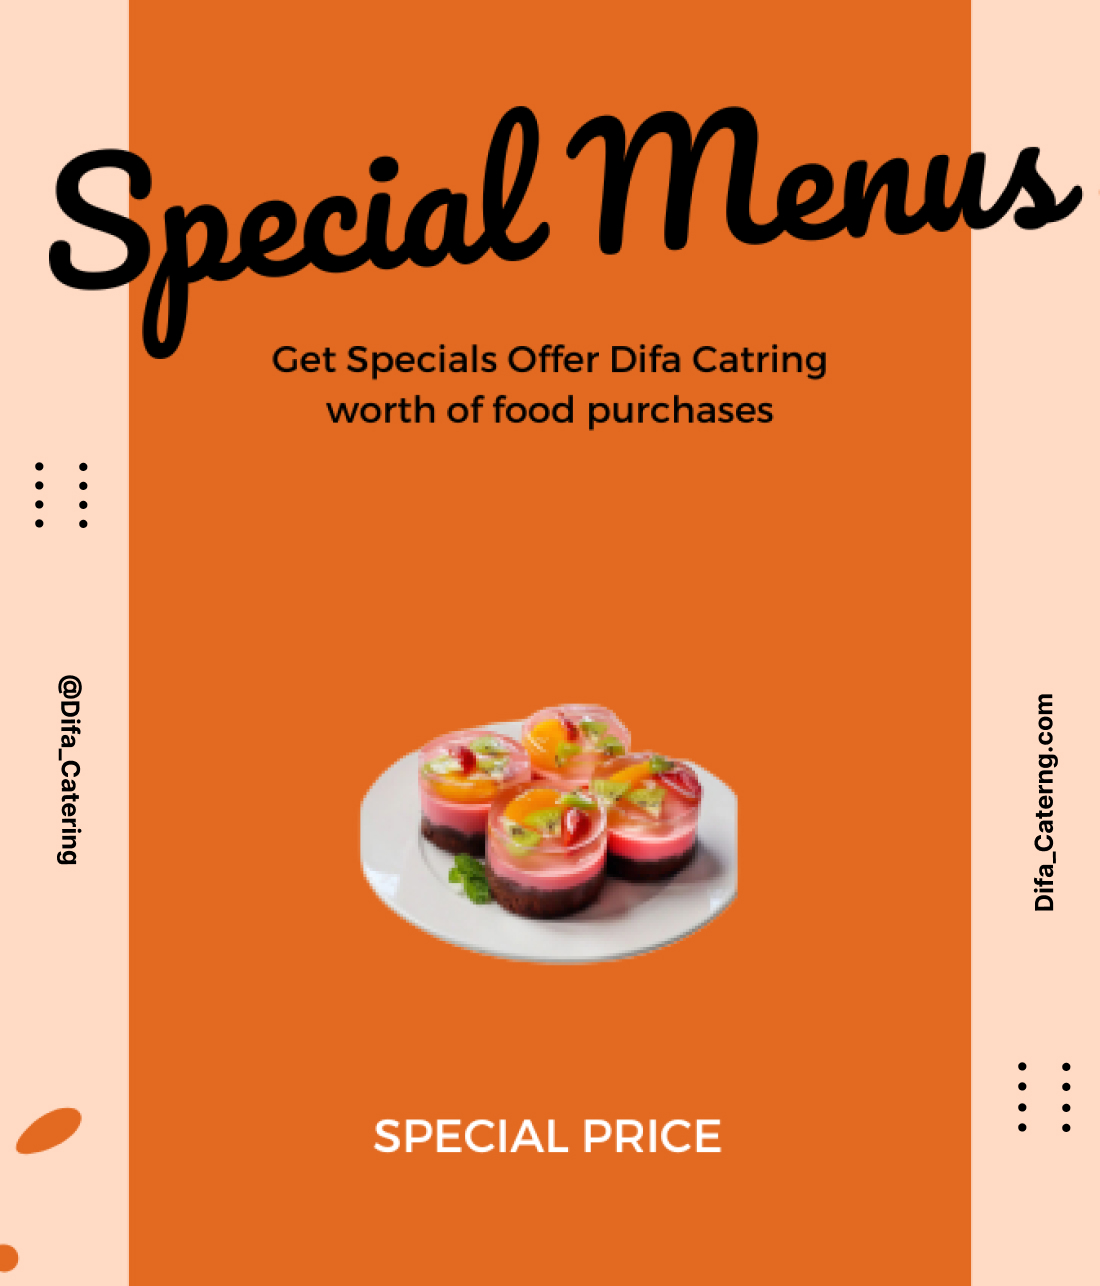 Special Menus
Get Specials Offer Difa Catring
worth of food purchases
@Difa_Catering
Difa_Caterng.com
SPECIAL PRICE